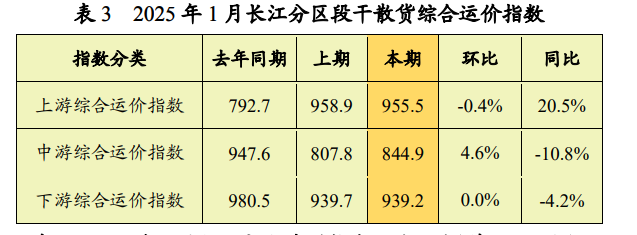 表 3 2025 年 1 月长江分区段干散货综合运价指数
指数分类 去年同期 上期 本期 环比 同比
上游综合运价指数 792.7 958.9 955.5 -0.4% 20.5%
中游综合运价指数 947.6 807.8 844.9 4.6% -10.8%
下游综合运价指数 980.5 939.7 939.2 0.0% -4.2%